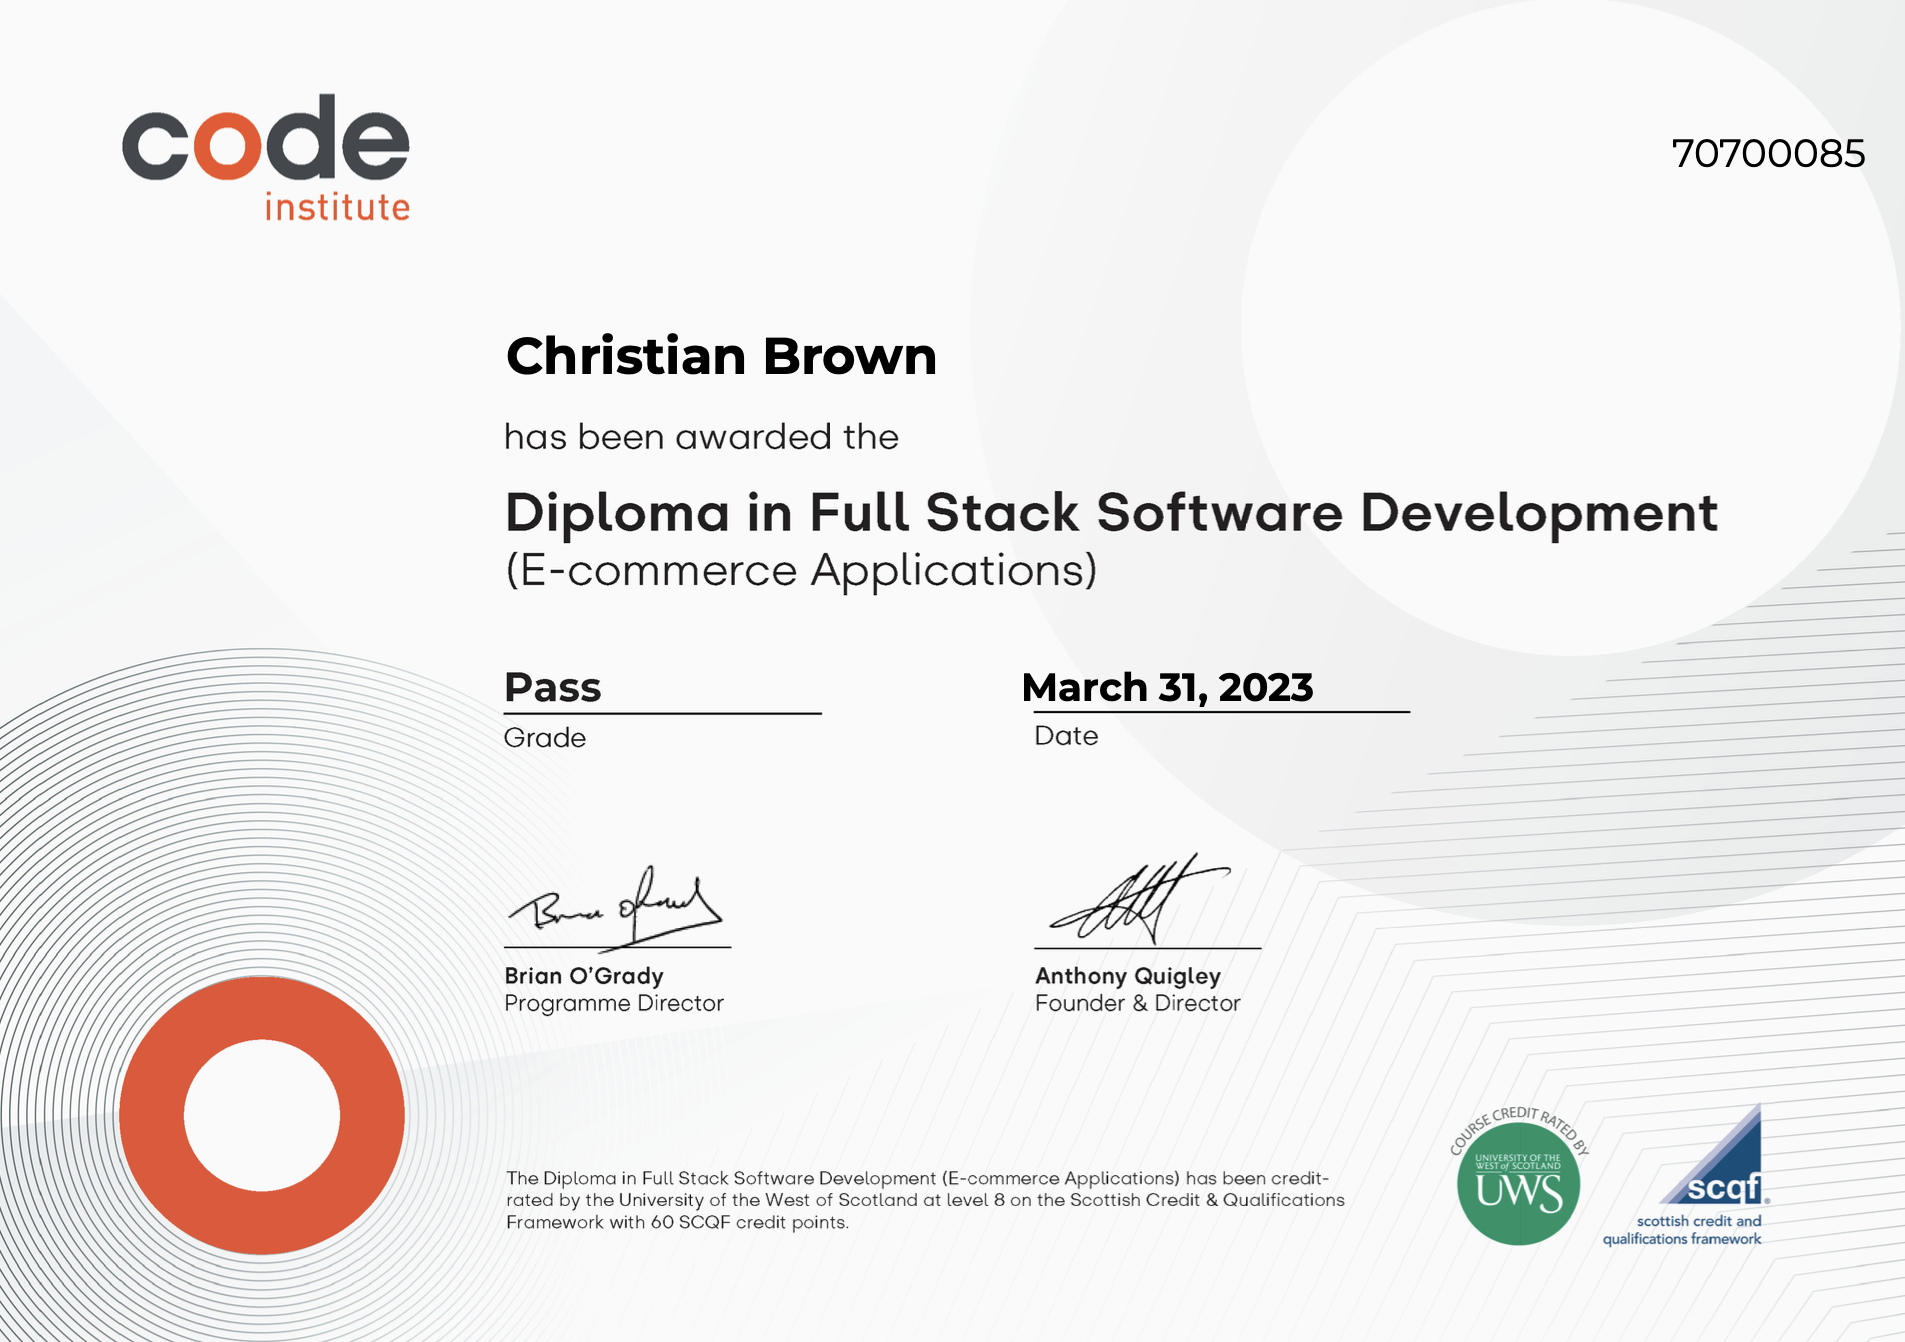 code
institute
70700085
Christian Brown
has been awarded the
Diploma in Full Stack Software Development
(E-commerce Applications)
Pass
March 31, 2023
Grade
Date
Brian O'Grady
Programme Director
Anthony Quigley
Founder & Director
The Diploma in Full Stack Software Development (E-commerce Applications) has been credit-
rated by the University of the West of Scotland at level 8 on the Scottish Credit & Qualifications
Framework with 60 SCQF credit points.
COURSE CREDIT RATED BY
UNIVERSITY OF THE
WEST of SCOTLAND
UWS
scqf®
scottish credit and
qualifications framework